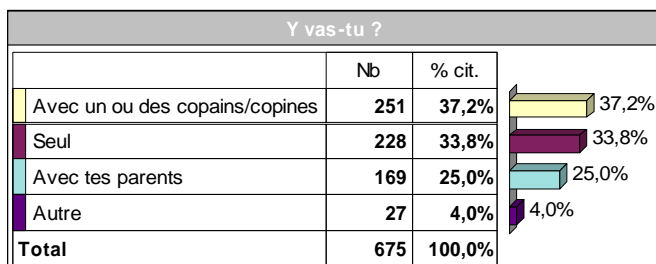 Y vas-tu ?
Nb % cit.
Avec un ou des copains/copines 251 37,2% 37,2%
Seul 228 33,8% 33,8%
Avec tes parents 169 25,0% 25,0%
Autre 27 4,0% 4,0%
Total 675 100,0%